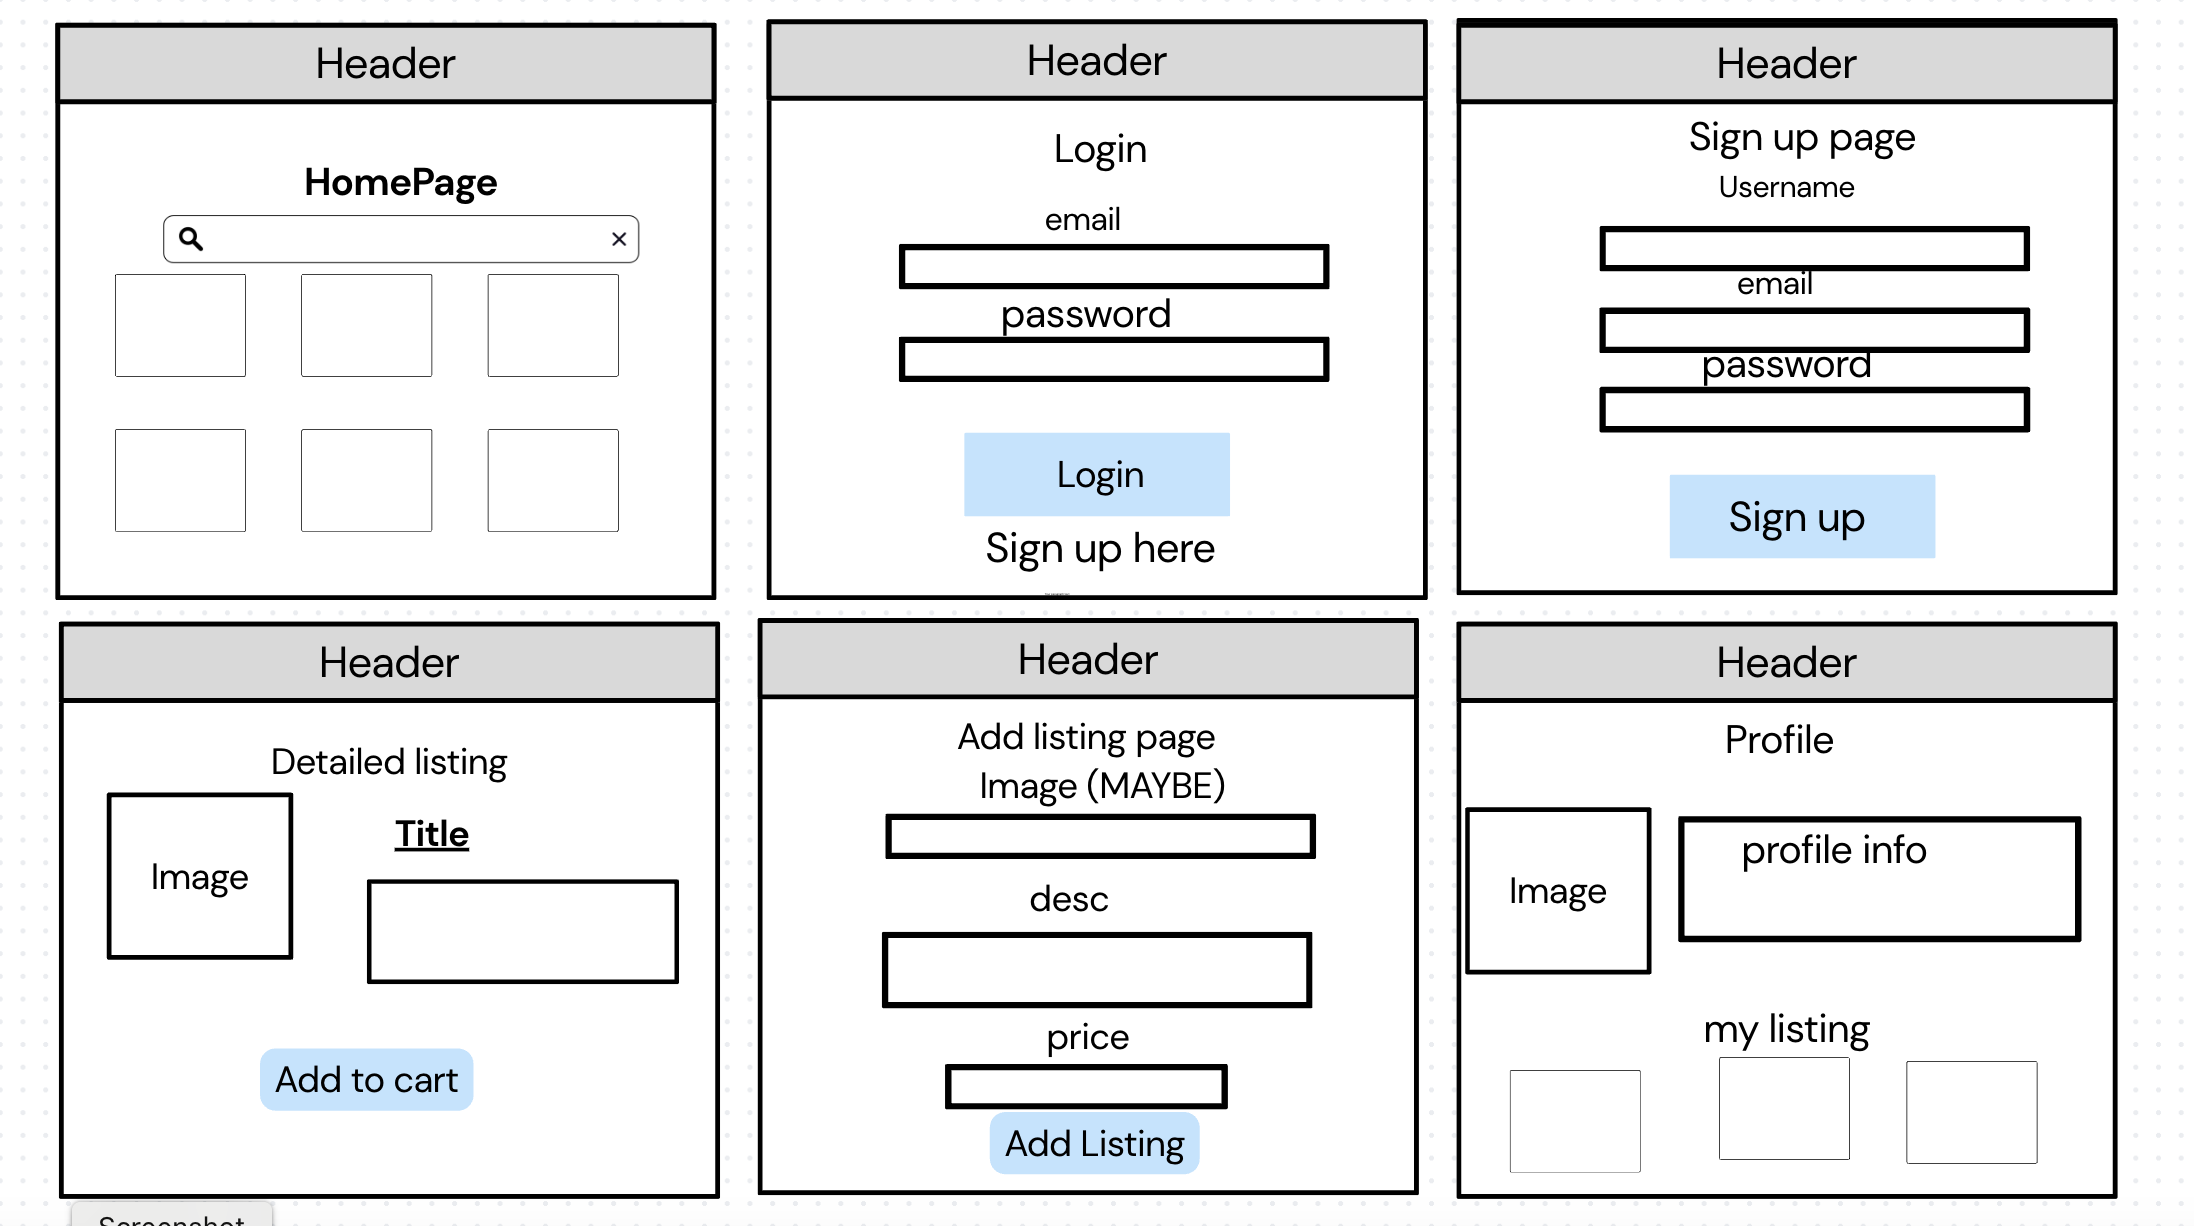 Header
HomePage
Header
Login
email
password
Login
Sign up here
Header
Sign up page
Username
email
password
Sign up
Header
Detailed listing
Image
Title
Add to cart
Header
Add listing page
Image (MAYBE)
desc
price
Add Listing
Header
Profile
Image
profile info
my listing
Screenshot